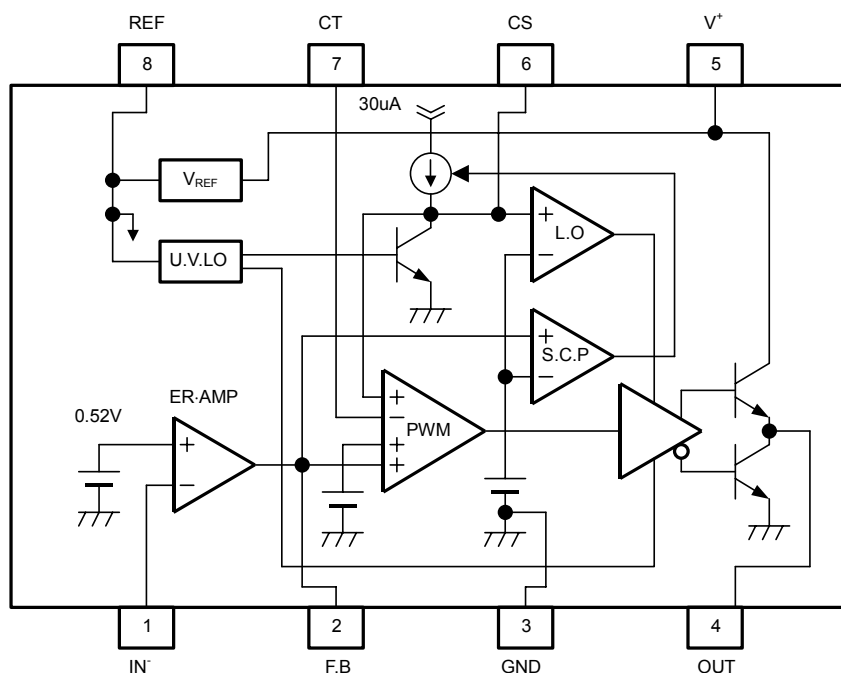 REF CT CS V⁺
8 7 6 5
30uA
VREF
+
L.O
−
U.V.LO
+
S.C.P
−
ER·AMP
0.52V
+
−
+
−
PWM
+
+
1 2 3 4
IN⁻ F.B GND OUT